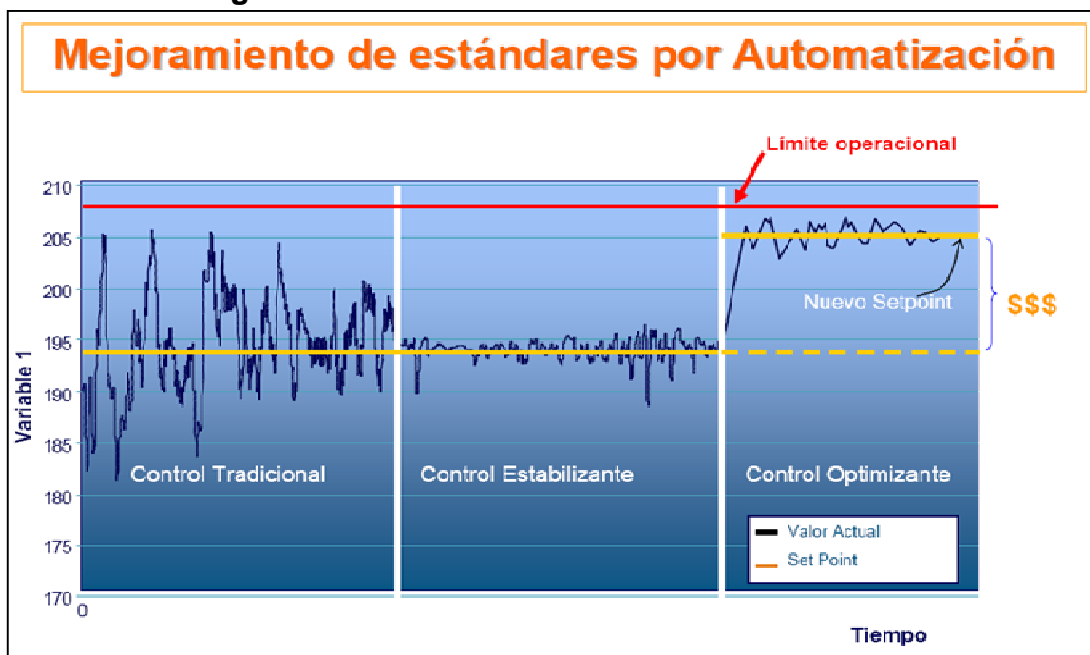 Mejoramiento de estándares por Automatización
Límite operacional
210
205
200
195
190
185
180
175
170
0
Variable 1
Nuevo Setpoint
$$$
Control Tradicional
Control Estabilizante
Control Optimizante
Valor Actual
Set Point
Tiempo